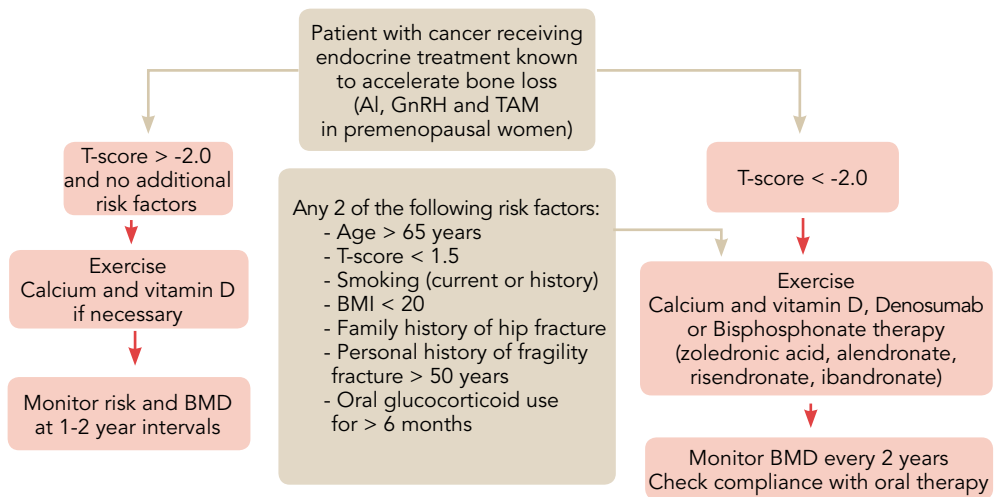 Patient with cancer receiving
endocrine treatment known
to accelerate bone loss
(Al, GnRH and TAM
in premenopausal women)
T-score > -2.0
and no additional
risk factors
Exercise
Calcium and vitamin D
if necessary
Monitor risk and BMD
at 1-2 year intervals
Any 2 of the following risk factors:
- Age > 65 years
- T-score < 1.5
- Smoking (current or history)
- BMI < 20
- Family history of hip fracture
- Personal history of fragility
fracture > 50 years
- Oral glucocorticoid use
for > 6 months
T-score < -2.0
Exercise
Calcium and vitamin D, Denosumab
or Bisphosphonate therapy
(zoledronic acid, alendronate,
risendronate, ibandronate)
Monitor BMD every 2 years
Check compliance with oral therapy